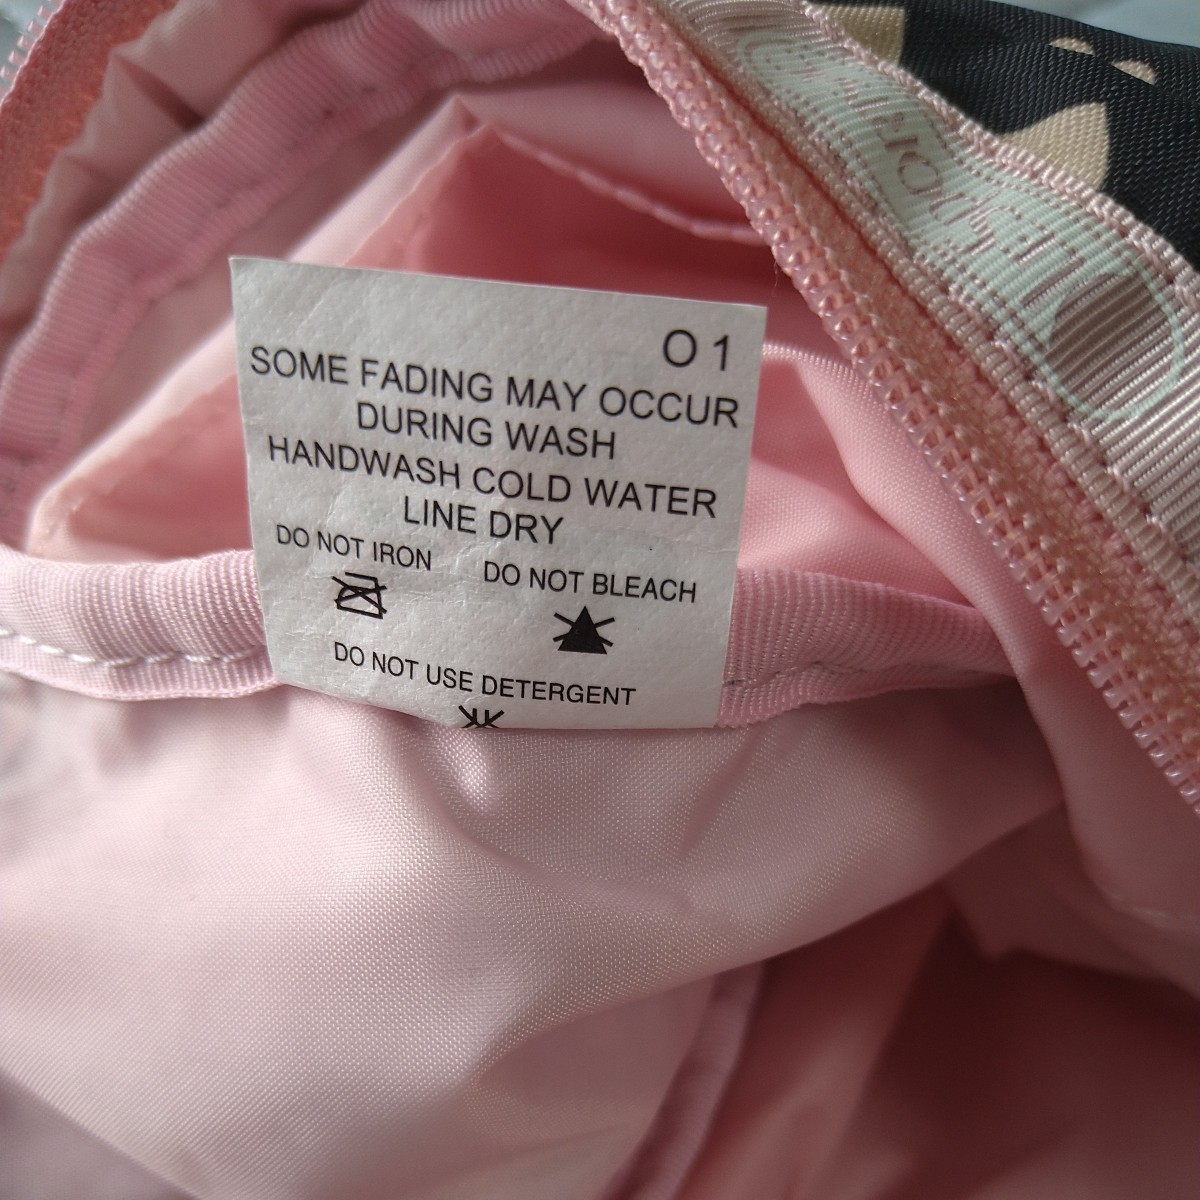 O 1
SOME FADING MAY OCCUR
DURING WASH
HANDWASH COLD WATER
LINE DRY
DO NOT IRON
DO NOT BLEACH
DO NOT USE DETERGENT